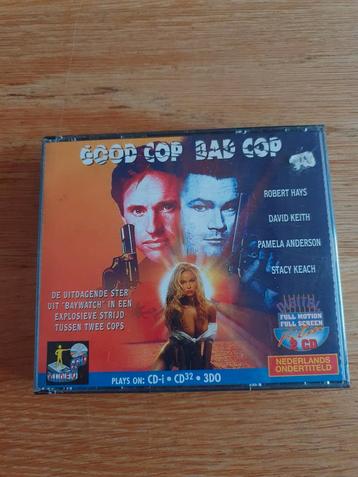 GOOD COP BAD COP
ROBERT HAYS
DAVID KEITH
PAMELA ANDERSON
STACY KEACH
DE UITDAGENDE STER
UIT "BAYWATCH" IN EEN
EXPLOSIEVE STRIJD
TUSSEN TWEE COPS
FULL MOTION
FULL SCREEN
2 CD
NEDERLANDS
ONDERTITELD
PLAYS ON: CD-i • CD32 • 3DO